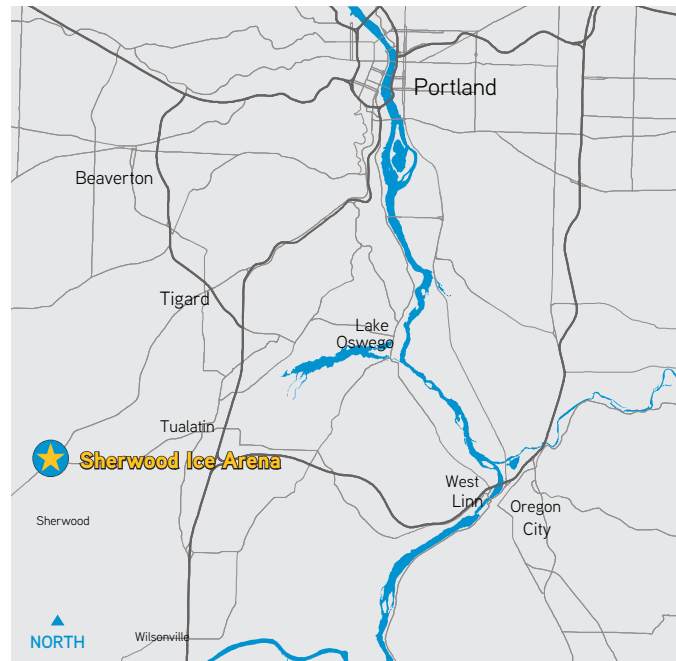 Portland
Beaverton
Tigard
Lake
Oswego
Tualatin
Sherwood Ice Arena
West
Linn
Oregon
City
Sherwood
Wilsonville
NORTH